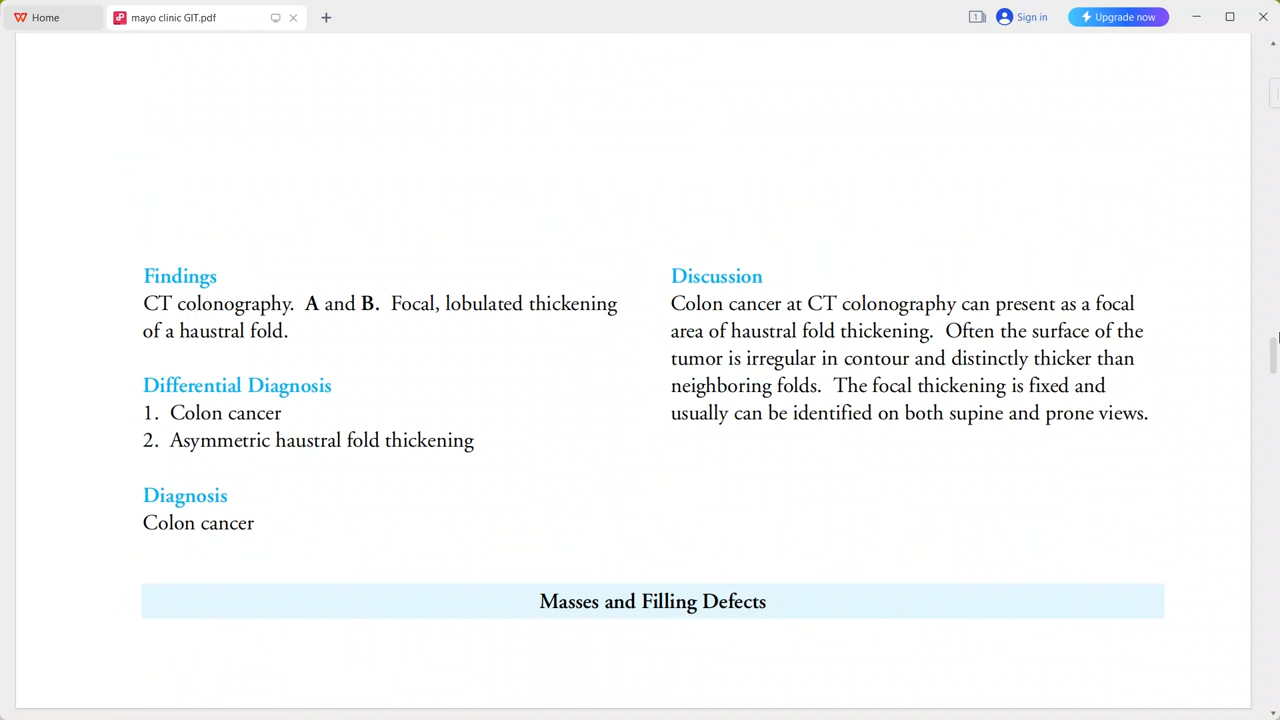 Home
mayo clinic GIT.pdf
1
Sign in
Upgrade now
Findings
CT colonography. A and B. Focal, lobulated thickening
of a haustral fold.
Differential Diagnosis
1. Colon cancer
2. Asymmetric haustral fold thickening
Diagnosis
Colon cancer
Discussion
Colon cancer at CT colonography can present as a focal
area of haustral fold thickening. Often the surface of the
tumor is irregular in contour and distinctly thicker than
neighboring folds. The focal thickening is fixed and
usually can be identified on both supine and prone views.
Masses and Filling Defects